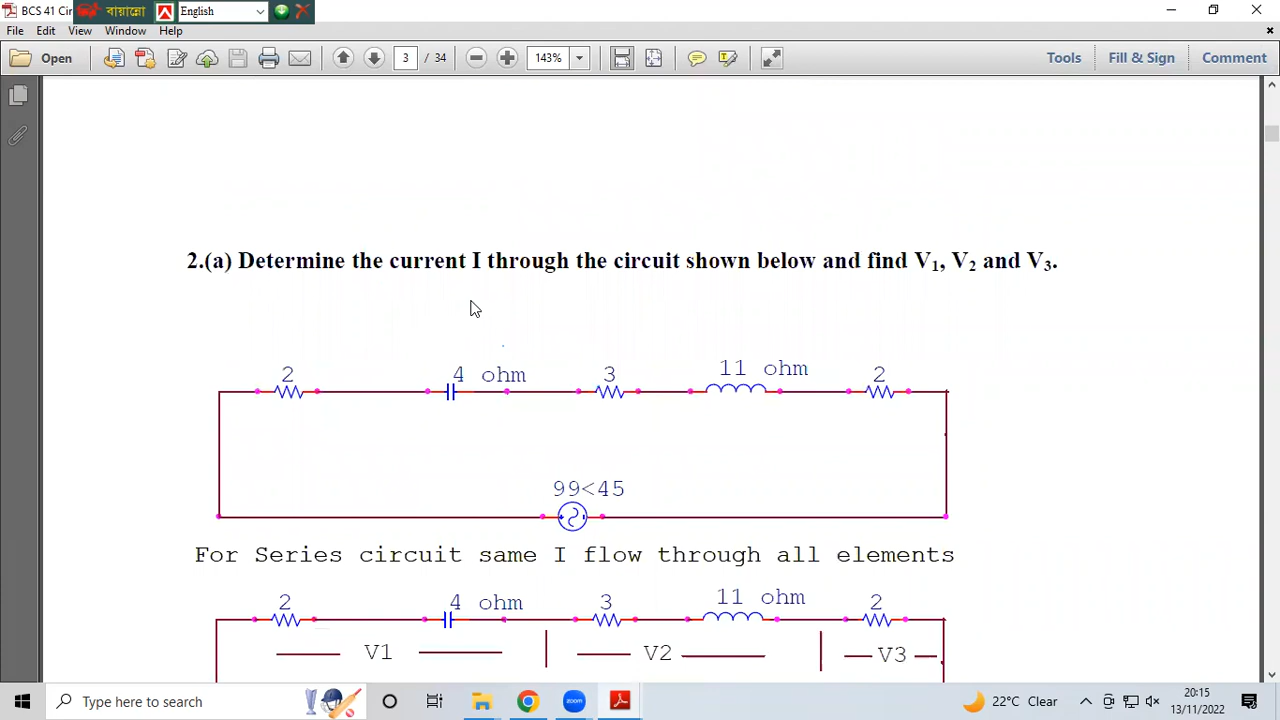 BCS 41 Cir
বায়ান্নো
English
File Edit View Window Help
Open
3 / 34
143%
Tools Fill & Sign Comment
2.(a) Determine the current I through the circuit shown below and find V₁, V₂ and V₃.
2 4 ohm 3 11 ohm 2
99<45
For Series circuit same I flow through all elements
2 4 ohm 3 11 ohm 2
V1 V2 V3
Type here to search
zoom
22°C Clear
20:15
13/11/2022